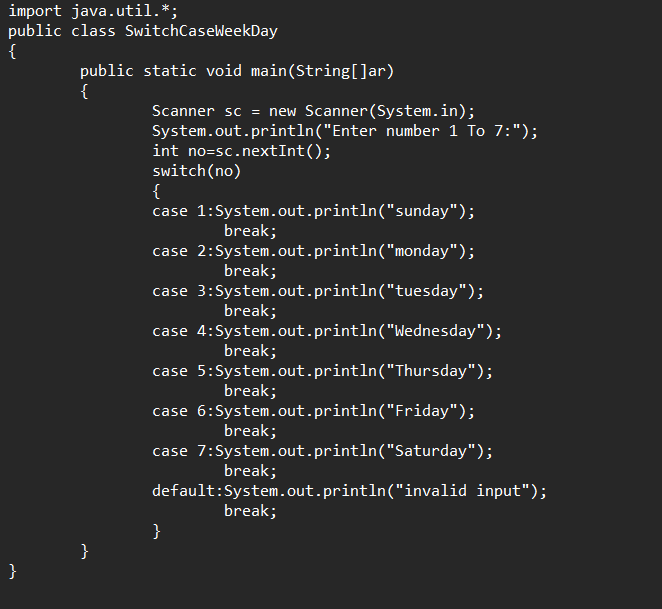 import java.util.*;
public class SwitchCaseWeekDay
{
        public static void main(String[]ar)
        {
                Scanner sc = new Scanner(System.in);
                System.out.println("Enter number 1 To 7:");
                int no=sc.nextInt();
                switch(no)
                {
                case 1:System.out.println("sunday");
                        break;
                case 2:System.out.println("monday");
                        break;
                case 3:System.out.println("tuesday");
                        break;
                case 4:System.out.println("Wednesday");
                        break;
                case 5:System.out.println("Thursday");
                        break;
                case 6:System.out.println("Friday");
                        break;
                case 7:System.out.println("Saturday");
                        break;
                default:System.out.println("invalid input");
                        break;
                }
        }
}